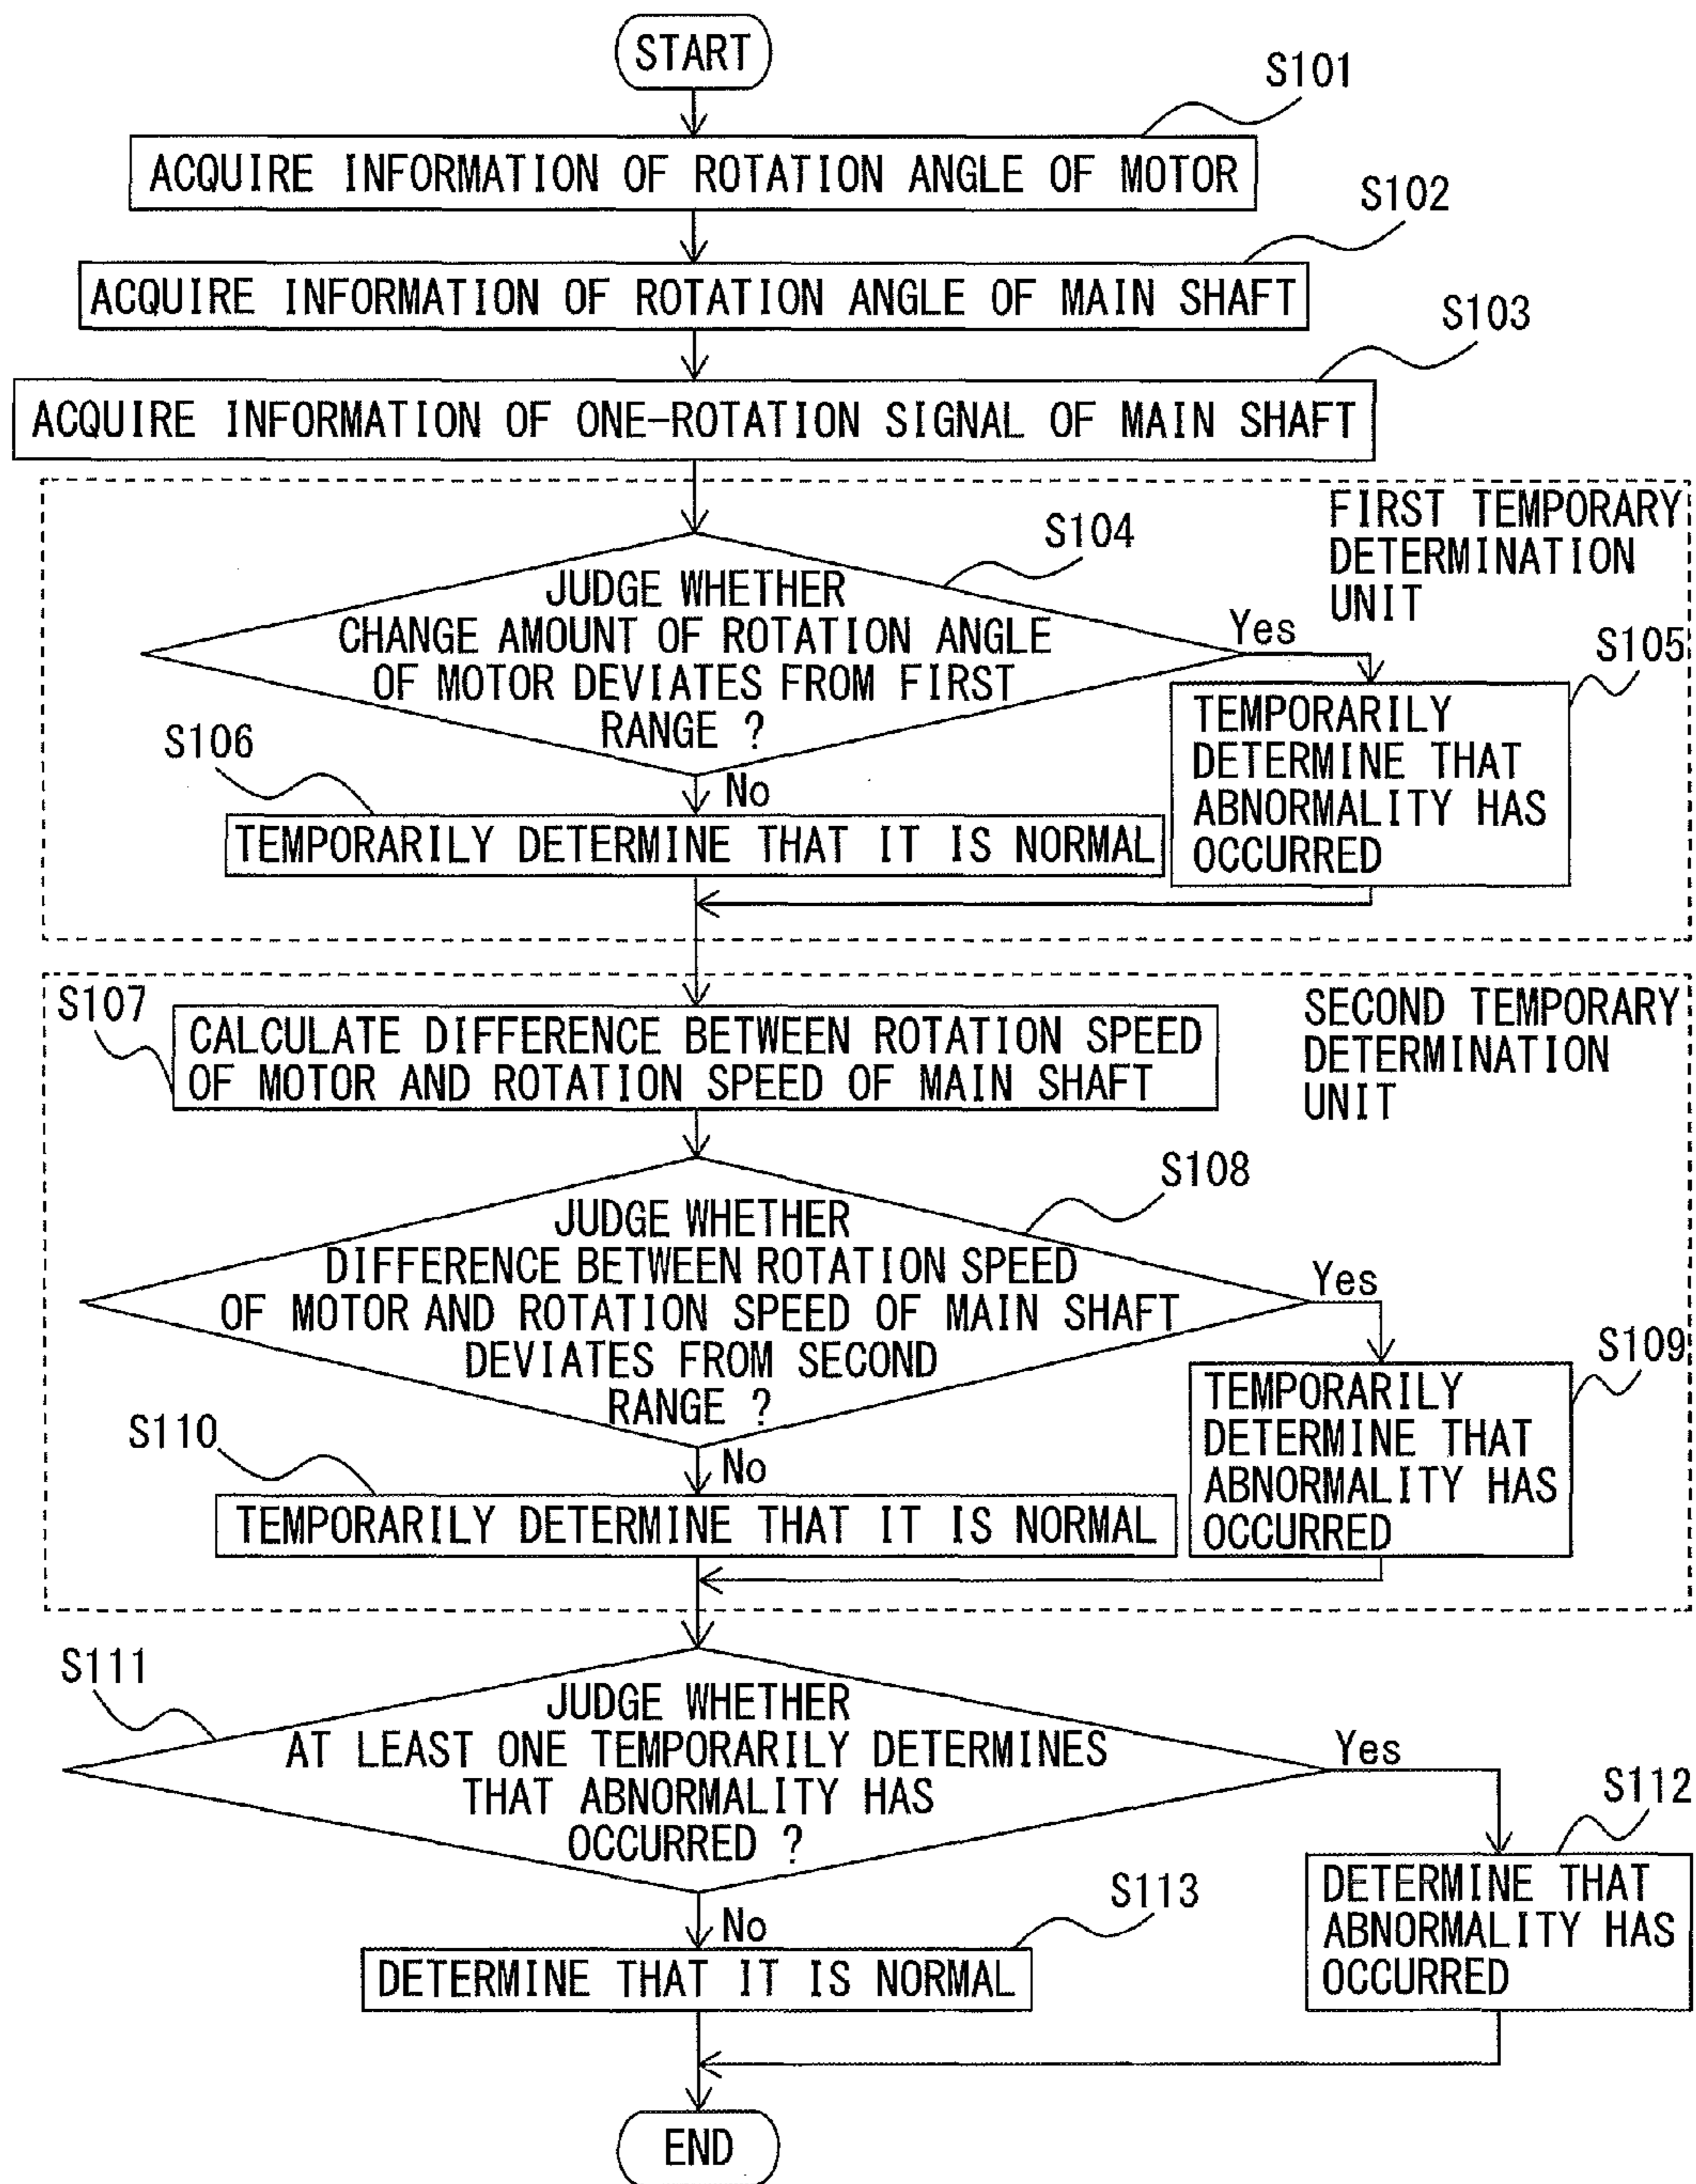 START
S101
ACQUIRE INFORMATION OF ROTATION ANGLE OF MOTOR
S102
ACQUIRE INFORMATION OF ROTATION ANGLE OF MAIN SHAFT
S103
ACQUIRE INFORMATION OF ONE-ROTATION SIGNAL OF MAIN SHAFT
FIRST TEMPORARY
DETERMINATION
UNIT
S104
JUDGE WHETHER
CHANGE AMOUNT OF ROTATION ANGLE
OF MOTOR DEVIATES FROM FIRST
RANGE ?
Yes
S105
TEMPORARILY
DETERMINE THAT
ABNORMALITY HAS
OCCURRED
S106
No
TEMPORARILY DETERMINE THAT IT IS NORMAL
S107
CALCULATE DIFFERENCE BETWEEN ROTATION SPEED
OF MOTOR AND ROTATION SPEED OF MAIN SHAFT
SECOND TEMPORARY
DETERMINATION
UNIT
S108
JUDGE WHETHER
DIFFERENCE BETWEEN ROTATION SPEED
OF MOTOR AND ROTATION SPEED OF MAIN SHAFT
DEVIATES FROM SECOND
RANGE ?
Yes
S109
TEMPORARILY
DETERMINE THAT
ABNORMALITY HAS
OCCURRED
S110
No
TEMPORARILY DETERMINE THAT IT IS NORMAL
S111
JUDGE WHETHER
AT LEAST ONE TEMPORARILY DETERMINES
THAT ABNORMALITY HAS
OCCURRED ?
Yes
S112
DETERMINE THAT
ABNORMALITY HAS
OCCURRED
No
S113
DETERMINE THAT IT IS NORMAL
END